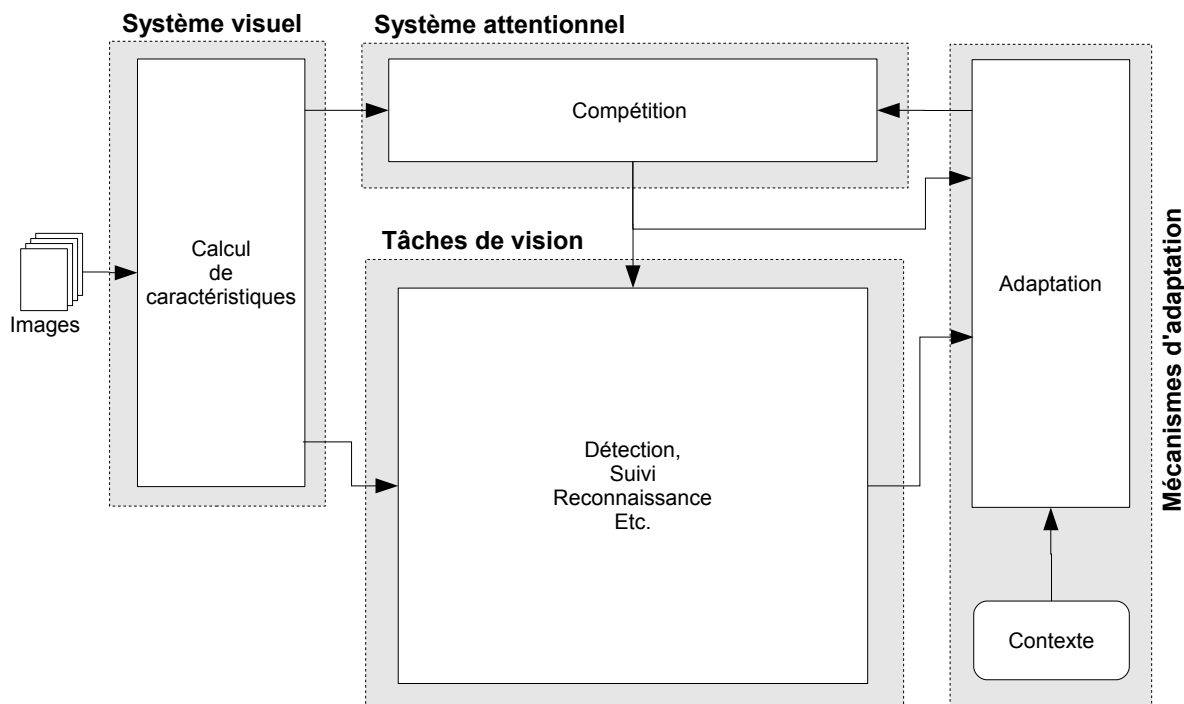 Système visuel
Système attentionnel
Compétition
Calcul
de
caractéristiques
Images
Tâches de vision
Détection,
Suivi
Reconnaissance
Etc.
Adaptation
Contexte
Mécanismes d'adaptation